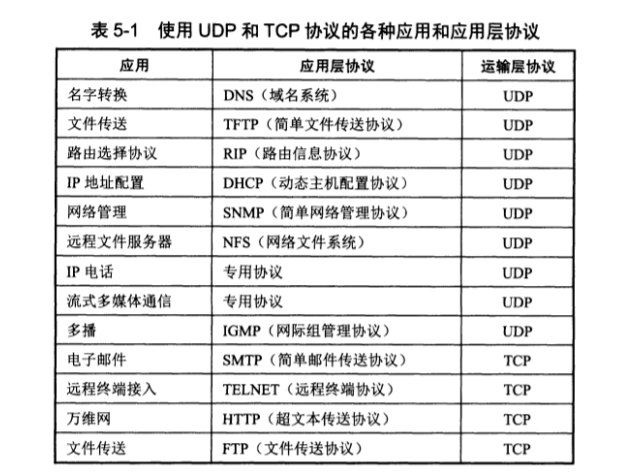 表 5-1 使用 UDP 和 TCP 协议的各种应用和应用层协议
应用 应用层协议 运输层协议
名字转换 DNS（域名系统） UDP
文件传送 TFTP（简单文件传送协议） UDP
路由选择协议 RIP（路由信息协议） UDP
IP 地址配置 DHCP（动态主机配置协议） UDP
网络管理 SNMP（简单网络管理协议） UDP
远程文件服务器 NFS（网络文件系统） UDP
IP 电话 专用协议 UDP
流式多媒体通信 专用协议 UDP
多播 IGMP（网际组管理协议） UDP
电子邮件 SMTP（简单邮件传送协议） TCP
远程终端接入 TELNET（远程终端协议） TCP
万维网 HTTP（超文本传送协议） TCP
文件传送 FTP（文件传送协议） TCP